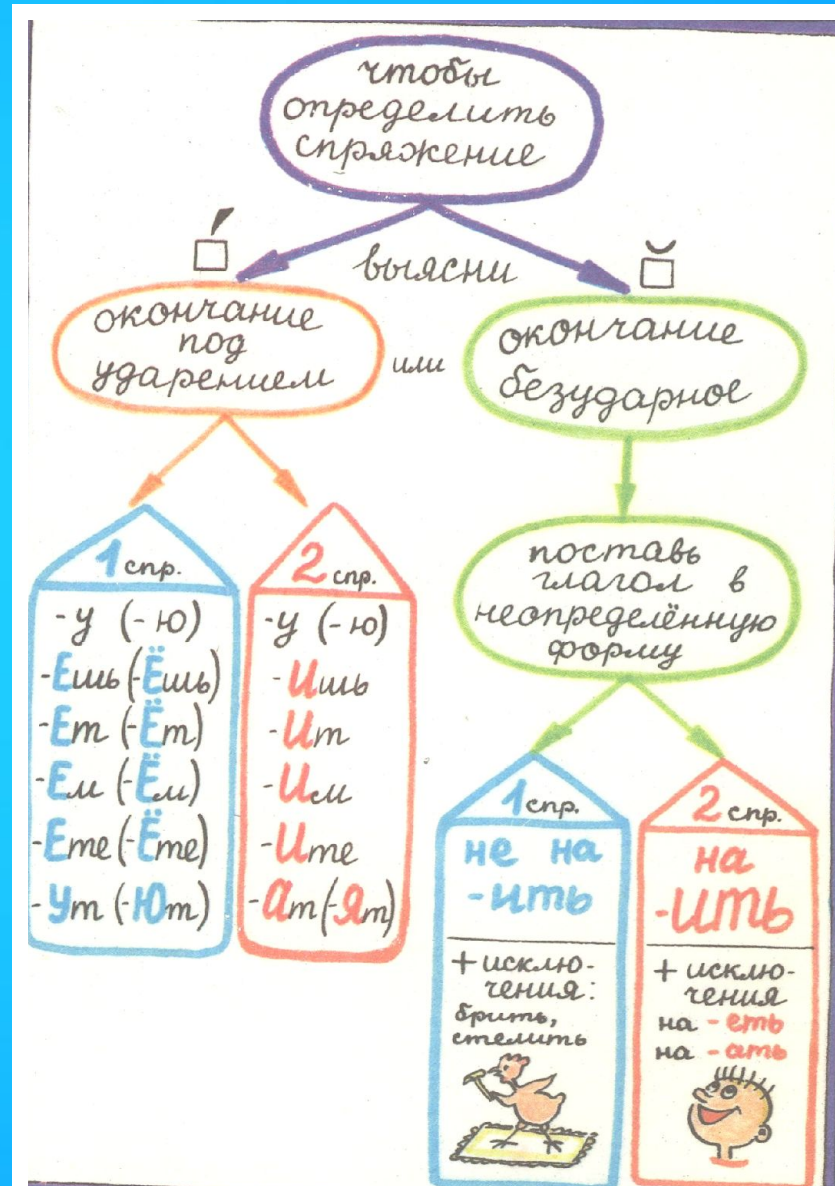 чтобы
определить
спряжение
выясни
окончание
под
ударением
или
окончание
безударное
1 спр.
-у (-ю)
-Ешь (-Ёшь)
-Ет (-Ёт)
-Ем (-Ём)
-Ете (-Ёте)
-Ут (-Ют)
2 спр.
-у (-ю)
-Ишь
-Ит
-Им
-Ите
-Ат (-Ят)
поставь
глагол в
неопределённую
форму
1 спр.
не на
-ить
+ исклю-
чения:
брить,
стелить
2 спр.
на
-ить
+ исклю-
чения
на -еть
на -ать